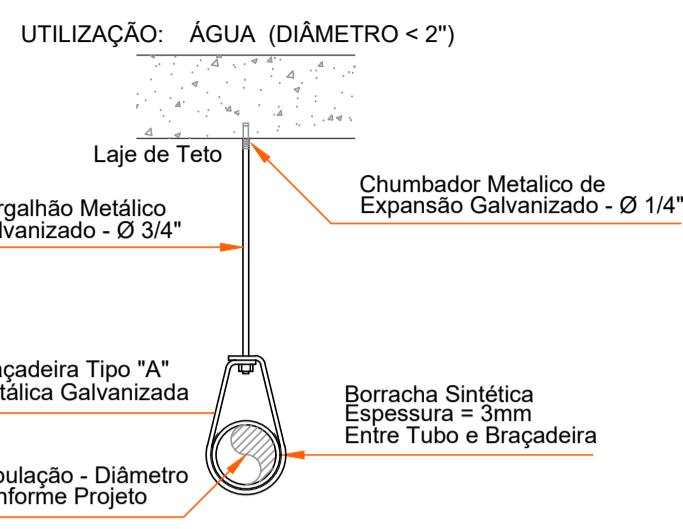 UTILIZAÇÃO: ÁGUA (DIÂMETRO < 2")
Laje de Teto
Chumbador Metalico de
Expansão Galvanizado - Ø 1/4"
rgalhão Metálico
lvanizado - Ø 3/4"
çadeira Tipo "A"
tálica Galvanizada
Borracha Sintética
Espessura = 3mm
Entre Tubo e Braçadeira
bulação - Diâmetro
nforme Projeto